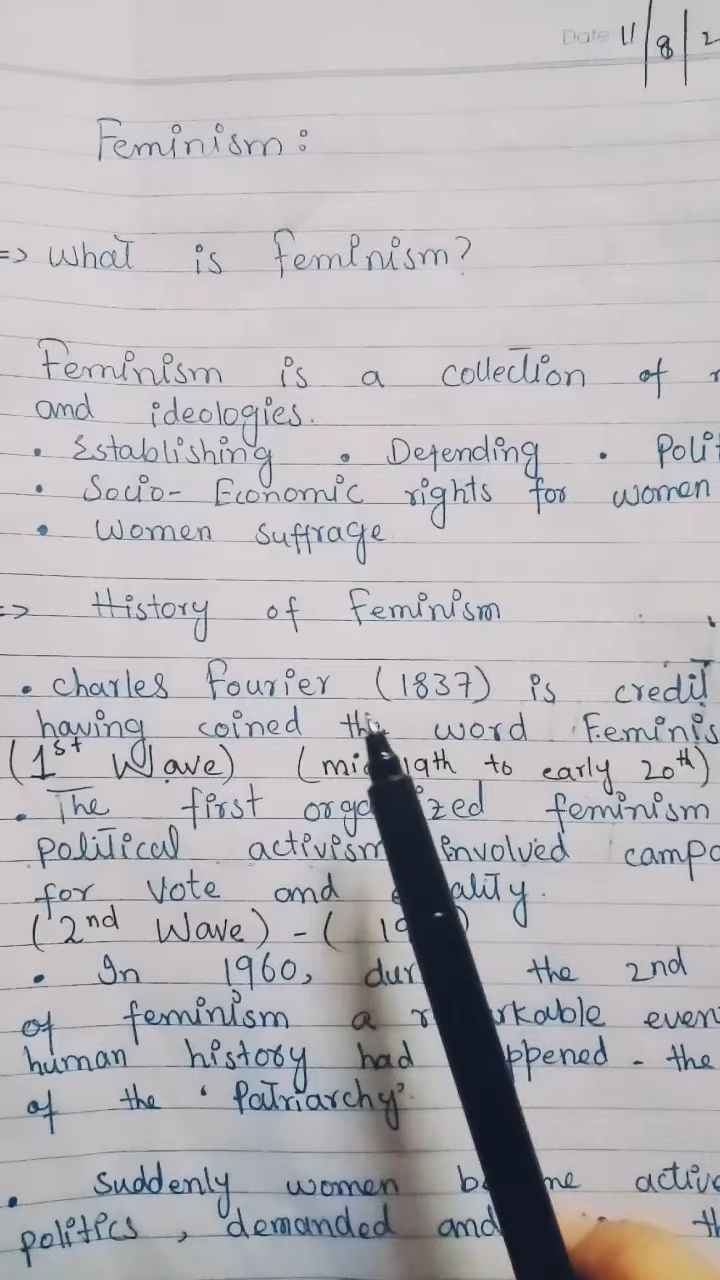 Date 11/8/2
Feminism:
=> What is feminism?
Feminism is a collection of
and ideologies.
• Establishing • Defending • Polit
• Socio-Economic rights for women
• Women Suffrage
=> History of Feminism
• Charles Fourier (1837) is credit
having coined the word Feminis
(1st Wave) (mid 19th to early 20th)
• The first organized feminism
political activism involved campa
for vote and equality.
(2nd Wave) - (
• In 1960, the 2nd
of feminism a remarkable even
human history had happened - the
of the 'Patriarchy'.
• Suddenly women became active
politics, demanded and